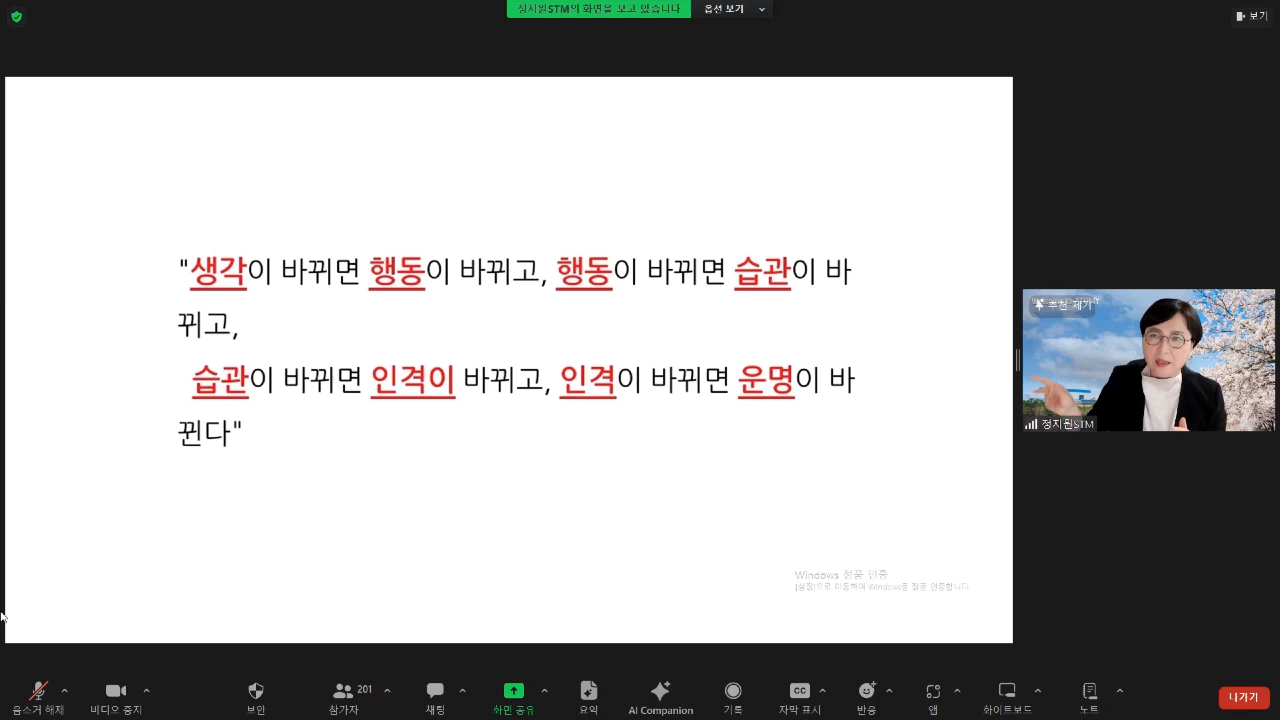 정지원STM의 화면을 보고 있습니다 옵션 보기
보기
"생각이 바뀌면 행동이 바뀌고, 행동이 바뀌면 습관이 바
뀌고,
습관이 바뀌면 인격이 바뀌고, 인격이 바뀌면 운명이 바
뀐다"
추천 제거
정지원STM
Windows 정품 인증
[설정]으로 이동하여 Windows를 정품 인증합니다.
음소거 해제 비디오 중지 보안 참가자 201 채팅 화면 공유 요약 AI Companion 기록 CC 자막 표시 반응 앱 화이트보드 노트 나가기